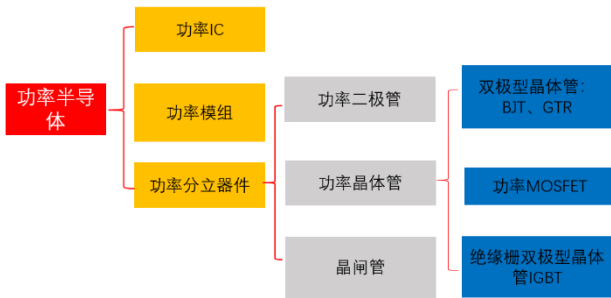 功率半导
体
功率IC
功率模组
功率分立器件
功率二极管
功率晶体管
晶闸管
双极型晶体管：
BJT、GTR
功率MOSFET
绝缘栅双极型晶体
管IGBT